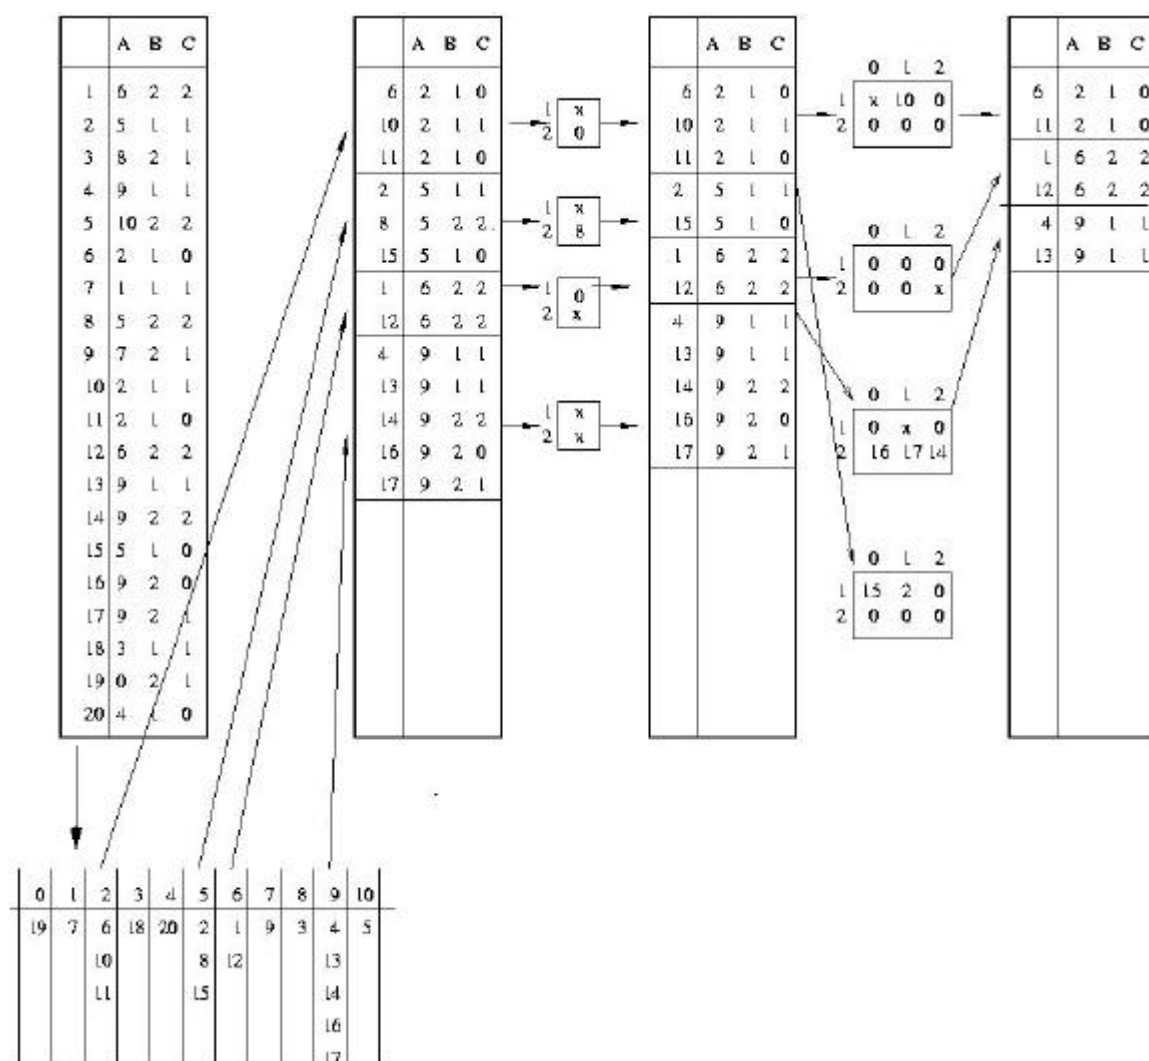 A B C
1 6 2 2
2 5 1 1
3 8 2 1
4 9 1 1
5 10 2 2
6 2 1 0
7 1 1 1
8 5 2 2
9 7 2 1
10 2 1 1
11 2 1 0
12 6 2 2
13 9 1 1
14 9 2 2
15 5 1 0
16 9 2 0
17 9 2 1
18 3 1 1
19 0 2 1
20 4 1 0
A B C
6 2 1 0
10 2 1 1
11 2 1 0
2 5 1 1
8 5 2 2
15 5 1 0
1 6 2 2
12 6 2 2
4 9 1 1
13 9 1 1
14 9 2 2
16 9 2 0
17 9 2 1
1 x
2 0
1 x
2 8
1 0
2 x
1 x
2 x
A B C
6 2 1 0
10 2 1 1
11 2 1 0
2 5 1 1
15 5 1 0
1 6 2 2
12 6 2 2
4 9 1 1
13 9 1 1
14 9 2 2
16 9 2 0
17 9 2 1
0 1 2
1 x 10 0
2 0 0 0
0 1 2
1 0 0 0
2 0 0 x
0 1 2
1 0 x 0
2 16 17 14
0 1 2
1 15 2 0
2 0 0 0
A B C
6 2 1 0
11 2 1 0
1 6 2 2
12 6 2 2
4 9 1 1
13 9 1 1
0 1 2 3 4 5 6 7 8 9 10
19 7 6 18 20 2 1 9 3 4 5
10 8 12 13
11 15 14
16
17